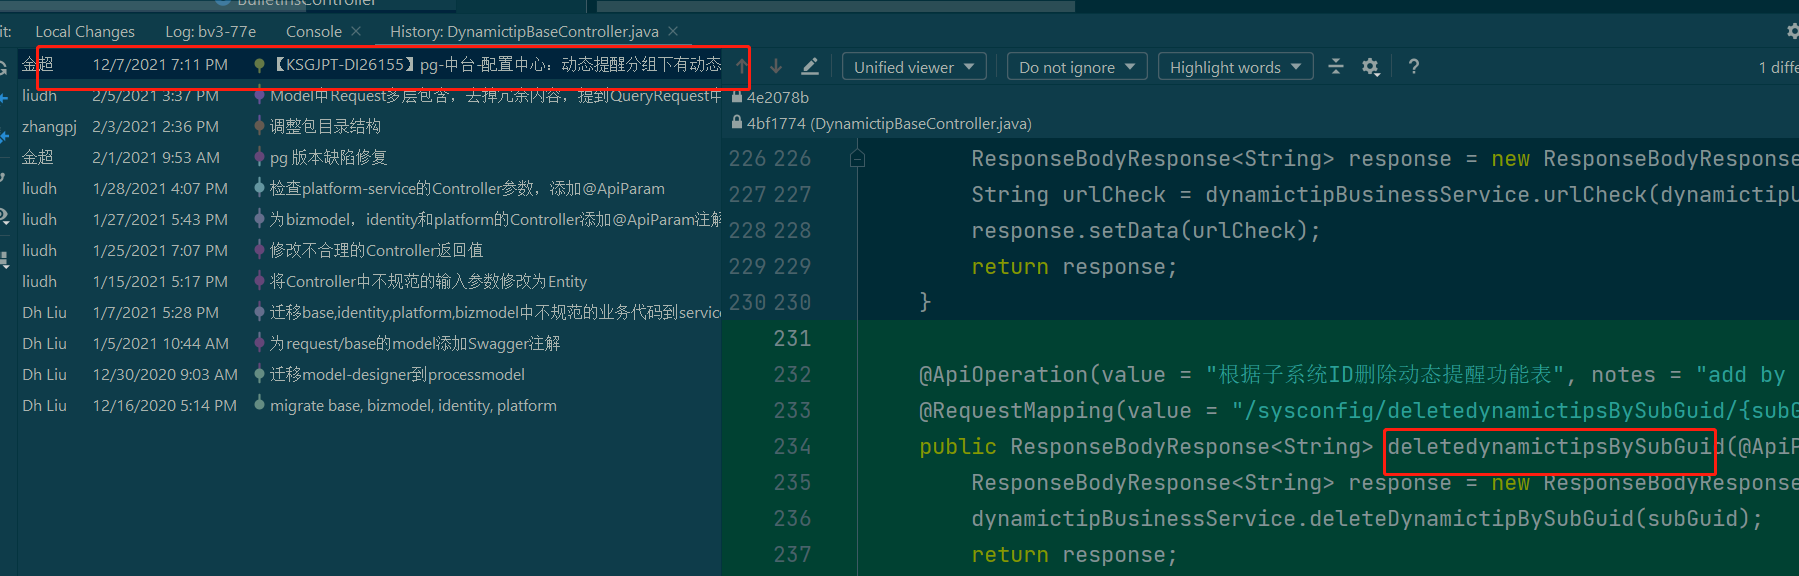 BulletinsController
it: Local Changes Log: bv3-77e Console History: DynamictipBaseController.java
金超 12/7/2021 7:11 PM 【KSGJPT-DI26155】pg-中台-配置中心：动态提醒分组下有动态
liudh 2/5/2021 3:37 PM Model中Request多层包含，去掉冗余内容，提到QueryRequest中
zhangpj 2/3/2021 2:36 PM 调整包目录结构
金超 2/1/2021 9:53 AM pg 版本缺陷修复
liudh 1/28/2021 4:07 PM 检查platform-service的Controller参数，添加@ApiParam
liudh 1/27/2021 5:43 PM 为bizmodel，identity和platform的Controller添加@ApiParam注解
liudh 1/25/2021 7:07 PM 修改不合理的Controller返回值
liudh 1/15/2021 5:17 PM 将Controller中不规范的输入参数修改为Entity
Dh Liu 1/7/2021 5:28 PM 迁移base,identity,platform,bizmodel中不规范的业务代码到service
Dh Liu 1/5/2021 10:44 AM 为request/base的model添加Swagger注解
Dh Liu 12/30/2020 9:03 AM 迁移model-designer到processmodel
Dh Liu 12/16/2020 5:14 PM migrate base, bizmodel, identity, platform
Unified viewer Do not ignore Highlight words ? 1 diffe
4e2078b
4bf1774 (DynamictipBaseController.java)
226 226 ResponseBodyResponse<String> response = new ResponseBodyResponse
227 227 String urlCheck = dynamictipBusinessService.urlCheck(dynamictipU
228 228 response.setData(urlCheck);
229 229 return response;
230 230 }
231
232 @ApiOperation(value = "根据子系统ID删除动态提醒功能表", notes = "add by
233 @RequestMapping(value = "/sysconfig/deletedynamictipsBySubGuid/{subG
234 public ResponseBodyResponse<String> deletedynamictipsBySubGuid(@ApiP
235 ResponseBodyResponse<String> response = new ResponseBodyResponse
236 dynamictipBusinessService.deleteDynamictipBySubGuid(subGuid);
237 return response;